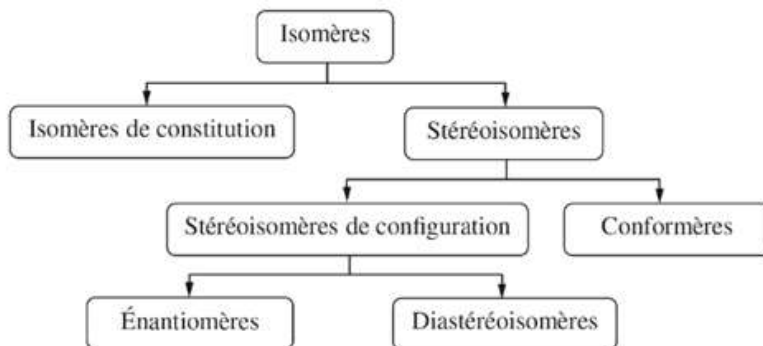 Isomères
Isomères de constitution
Stéréoisomères
Stéréoisomères de configuration
Conformères
Énantiomères
Diastéréoisomères